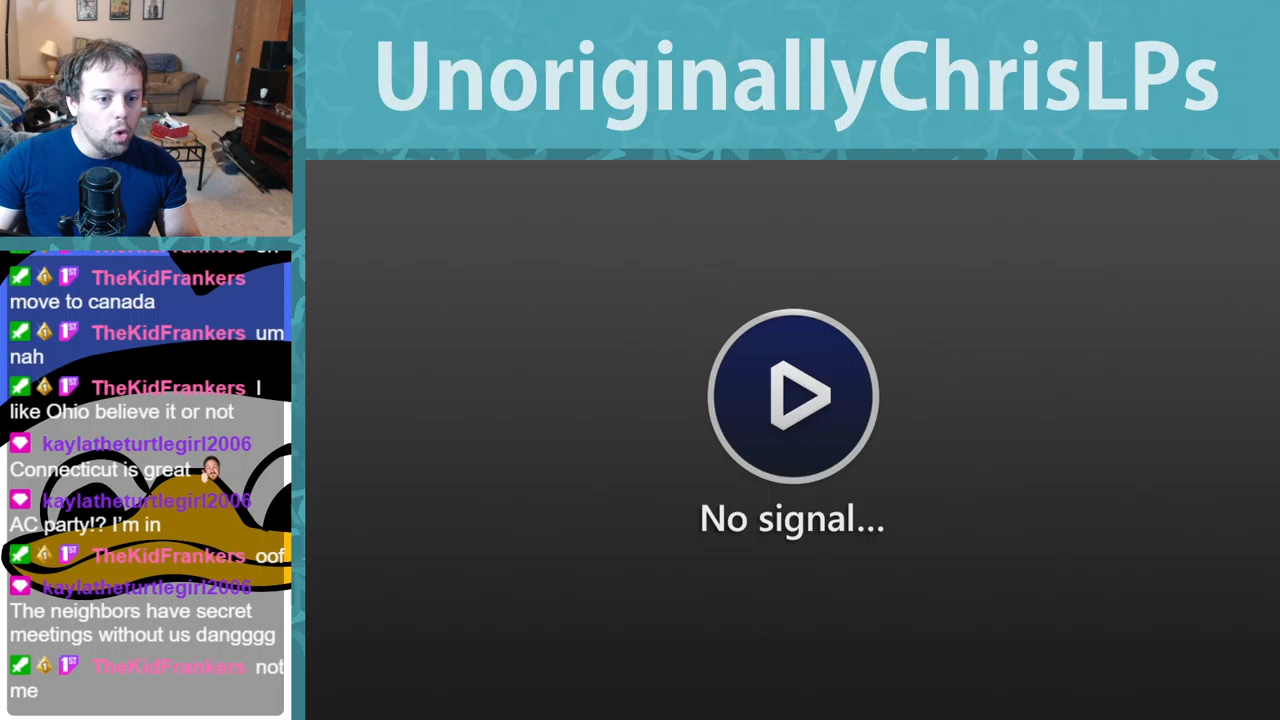 UnoriginallyChrisLPs
TheKidFrankers
move to canada
TheKidFrankers um
nah
TheKidFrankers I
like Ohio believe it or not
kaylatheturtlegirl2006
Connecticut is great
kaylatheturtlegirl2006
AC party!? I'm in
TheKidFrankers oof
kaylatheturtlegirl2006
The neighbors have secret
meetings without us dangggg
TheKidFrankers not
me
No signal...